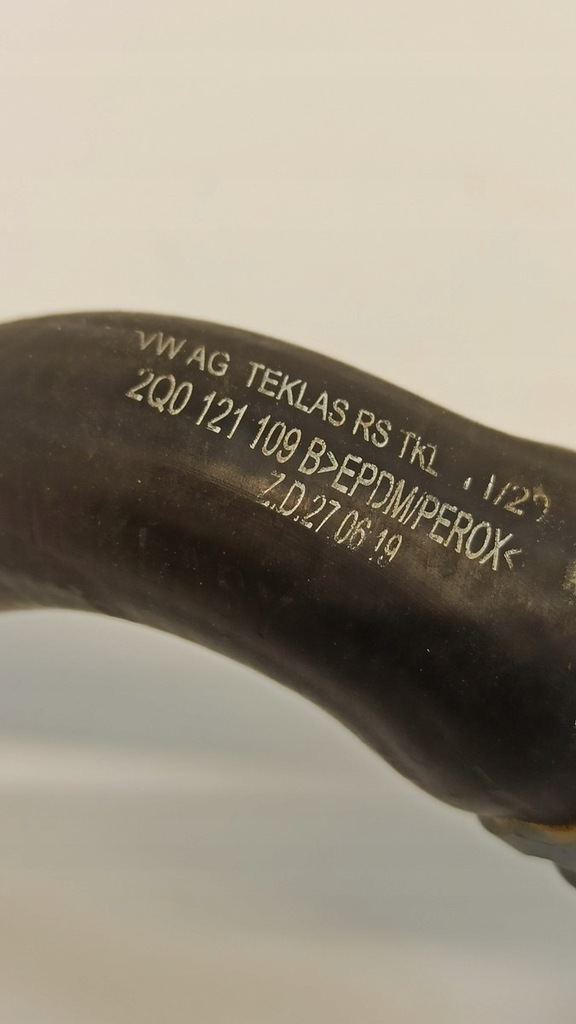 VW AG TEKLAS RS TKL
2Q0 121 109 B>EPDM/PEROX<
Z.D.27 06 19